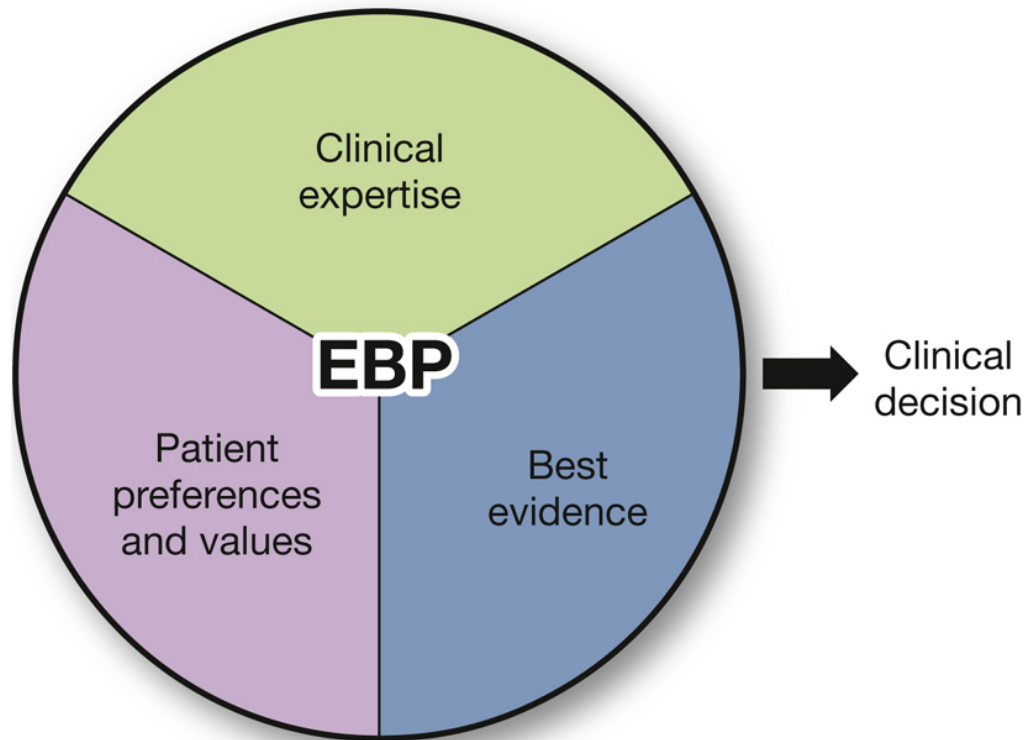 Clinical
expertise
EBP
Patient
preferences
and values
Best
evidence
Clinical
decision